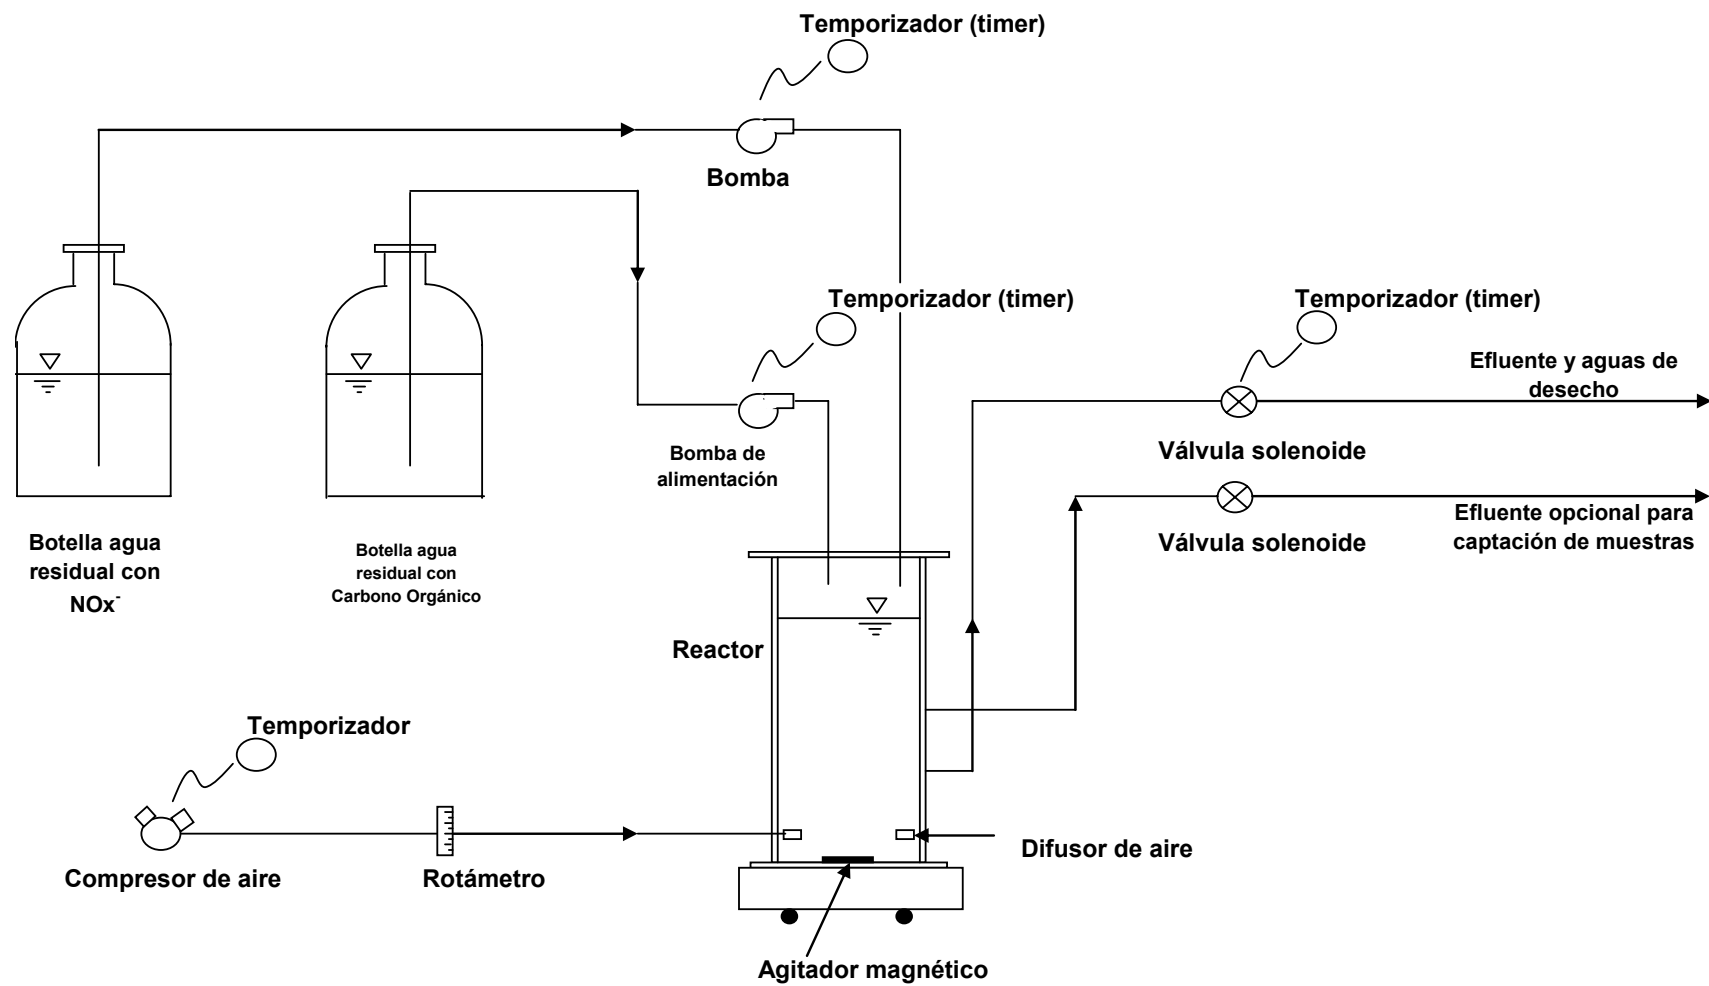 Temporizador (timer)
Bomba
Temporizador (timer)
Temporizador (timer)
Efluente y aguas de
desecho
Bomba de
alimentación
Válvula solenoide
Efluente opcional para
captación de muestras
Válvula solenoide
Botella agua
residual con
NOx⁻
Botella agua
residual con
Carbono Orgánico
Reactor
Temporizador
Compresor de aire
Rotámetro
Difusor de aire
Agitador magnético